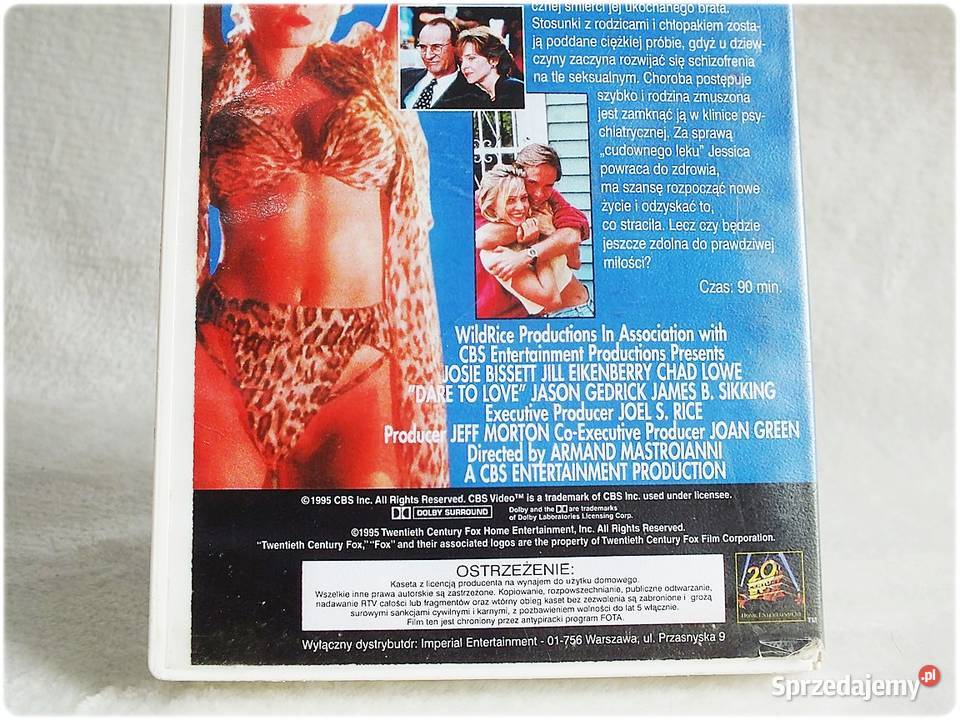 cznej śmierci jej ukochanego brata.
Stosunki z rodzicami i chłopakiem zosta-
ją poddane ciężkiej próbie, gdyż u dziew-
czyny zaczyna rozwijać się schizofrenia
na tle seksualnym. Choroba postępuje
szybko i rodzina zmuszona
jest zamknąć ją w klinice psy-
chiatrycznej. Za sprawą
„cudownego leku” Jessica
powraca do zdrowia,
ma szansę rozpocząć nowe
życie i odzyskać to,
co straciła. Lecz czy będzie
jeszcze zdolna do prawdziwej
miłości?
Czas: 90 min.
WildRice Productions In Association with
CBS Entertainment Productions Presents
JOSIE BISSETT JILL EIKENBERRY CHAD LOWE
"DARE TO LOVE" JASON GEDRICK JAMES B. SIKKING
Executive Producer JOEL S. RICE
Producer JEFF MORTON Co-Executive Producer JOAN GREEN
Directed by ARMAND MASTROIANNI
A CBS ENTERTAINMENT PRODUCTION
©1995 CBS Inc. All Rights Reserved. CBS Video™ is a trademark of CBS Inc. used under licensee.
DOLBY SURROUND
Dolby and the are trademarks
of Dolby Laboratories Licensing Corp.
©1995 Twentieth Century Fox Home Entertainment, Inc. All Rights Reserved.
"Twentieth Century Fox," "Fox" and their associated logos are the property of Twentieth Century Fox Film Corporation.
OSTRZEŻENIE:
Kaseta z licencją producenta na wynajem do użytku domowego.
Wszelkie inne prawa autorskie są zastrzeżone. Kopiowanie, rozpowszechnianie, publiczne odtwarzanie,
nadawanie RTV całości lub fragmentów oraz wtórny obieg kaset bez zezwolenia są zabronione i grożą
surowymi sankcjami cywilnymi i karnymi, z pozbawieniem wolności do lat 5 włącznie.
Film ten jest chroniony przez antypiracki program FOTA.
20th
CENTURY
FOX
HOME ENTERTAINMENT
TM
Wyłączny dystrybutór: Imperial Entertainment - 01-756 Warszawa, ul. Przasnyska 9
Sprzedajemy.pl